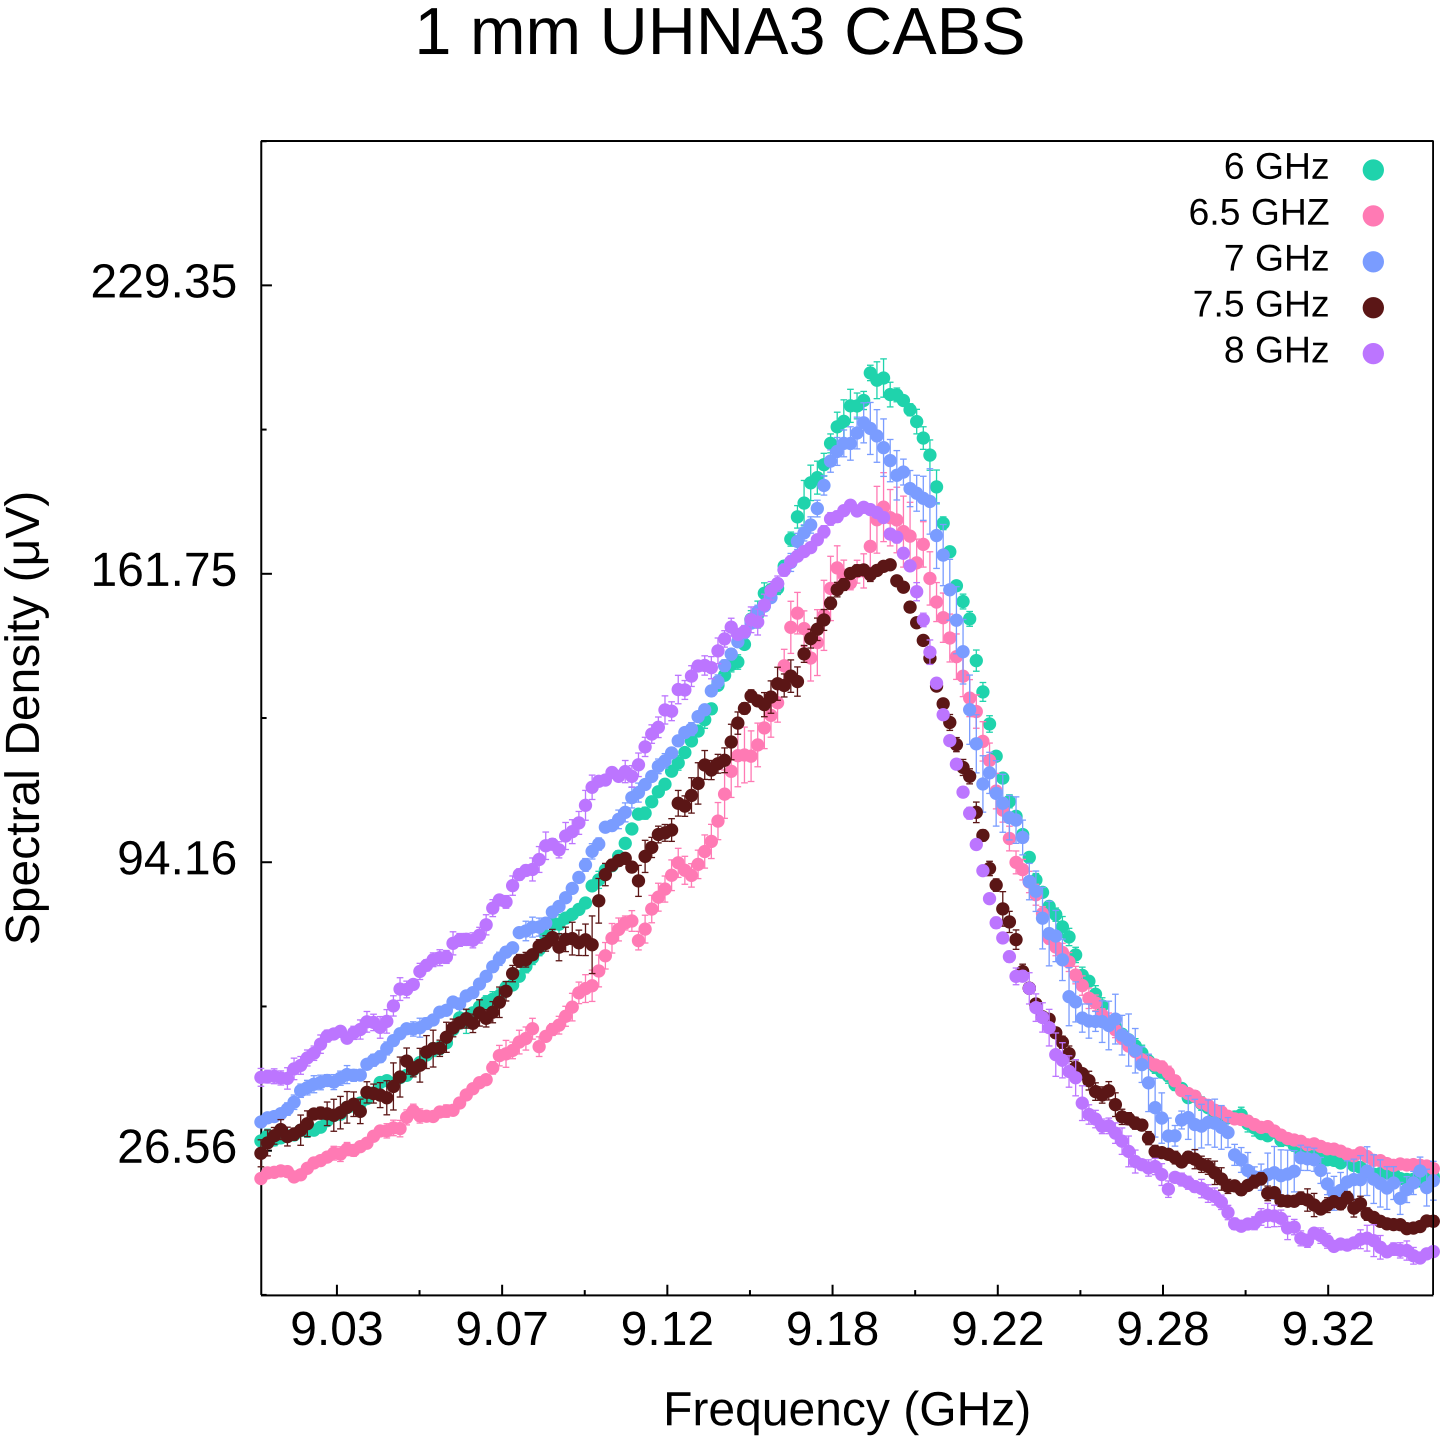 1 mm UHNA3 CABS
6 GHz
6.5 GHZ
7 GHz
7.5 GHz
8 GHz
229.35
161.75
94.16
26.56
Spectral Density (μV)
9.03 9.07 9.12 9.18 9.22 9.28 9.32
Frequency (GHz)